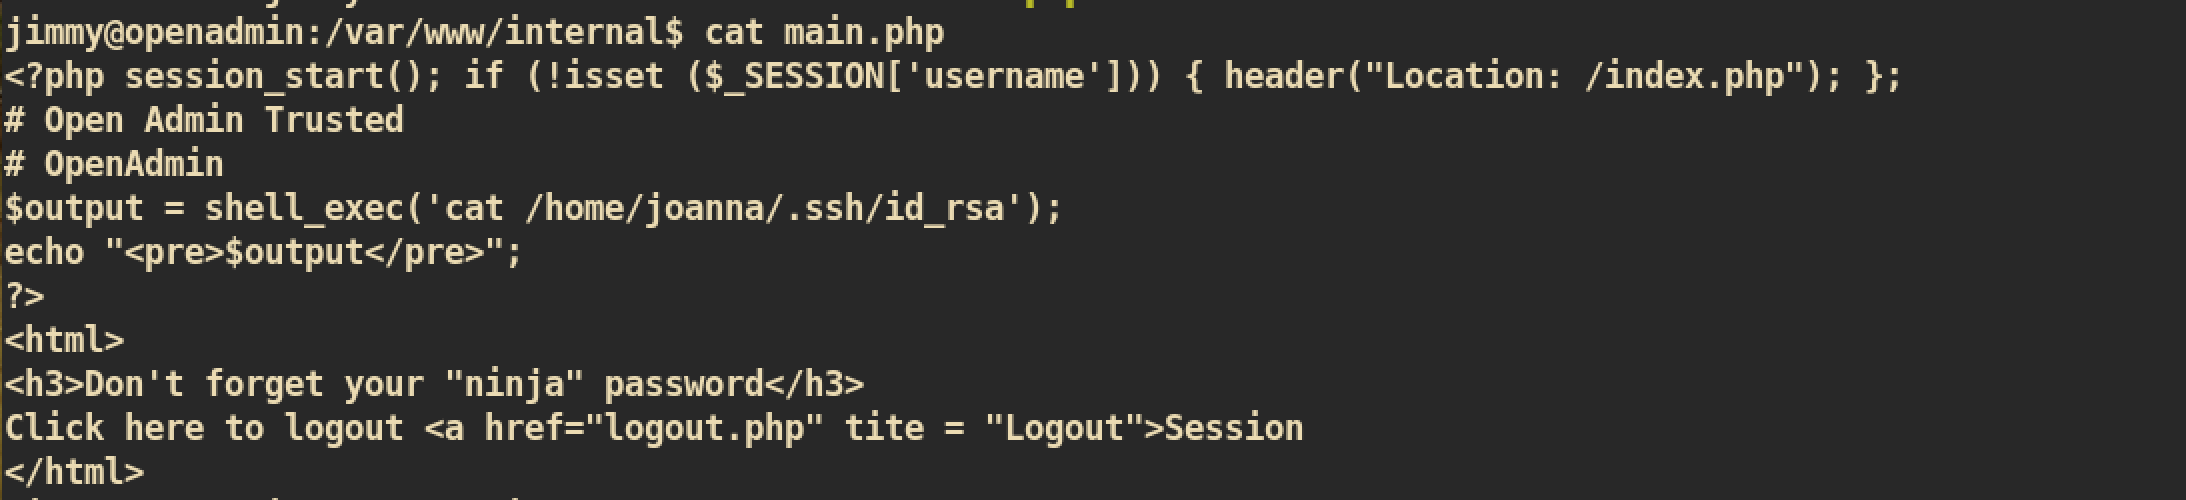 jimmy@openadmin:/var/www/internal$ cat main.php
<?php session_start(); if (!isset ($_SESSION['username'])) { header("Location: /index.php"); };
# Open Admin Trusted
# OpenAdmin
$output = shell_exec('cat /home/joanna/.ssh/id_rsa');
echo "<pre>$output</pre>";
?>
<html>
<h3>Don't forget your "ninja" password</h3>
Click here to logout <a href="logout.php" tite = "Logout">Session
</html>